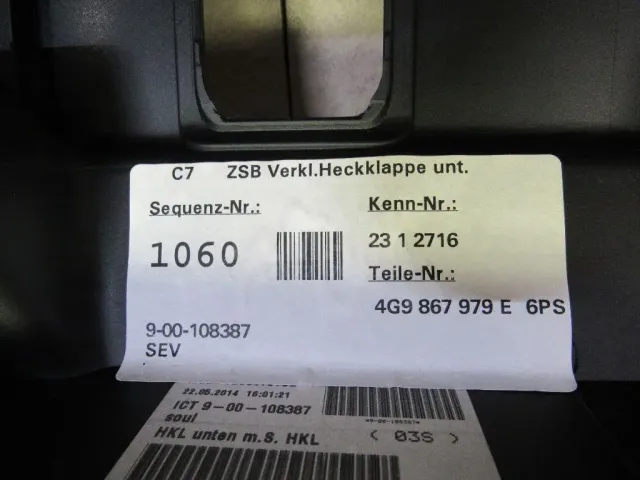 C7 ZSB Verkl.Heckklappe unt.
Sequenz-Nr.:
Kenn-Nr.:
1060
23 1 2716
Teile-Nr.:
4G9 867 979 E 6PS
9-00-108387
SEV
22.05.2014 16:01:21
ICT 9-00-108387
soul
HKL unten m.S. HKL
< 03S >